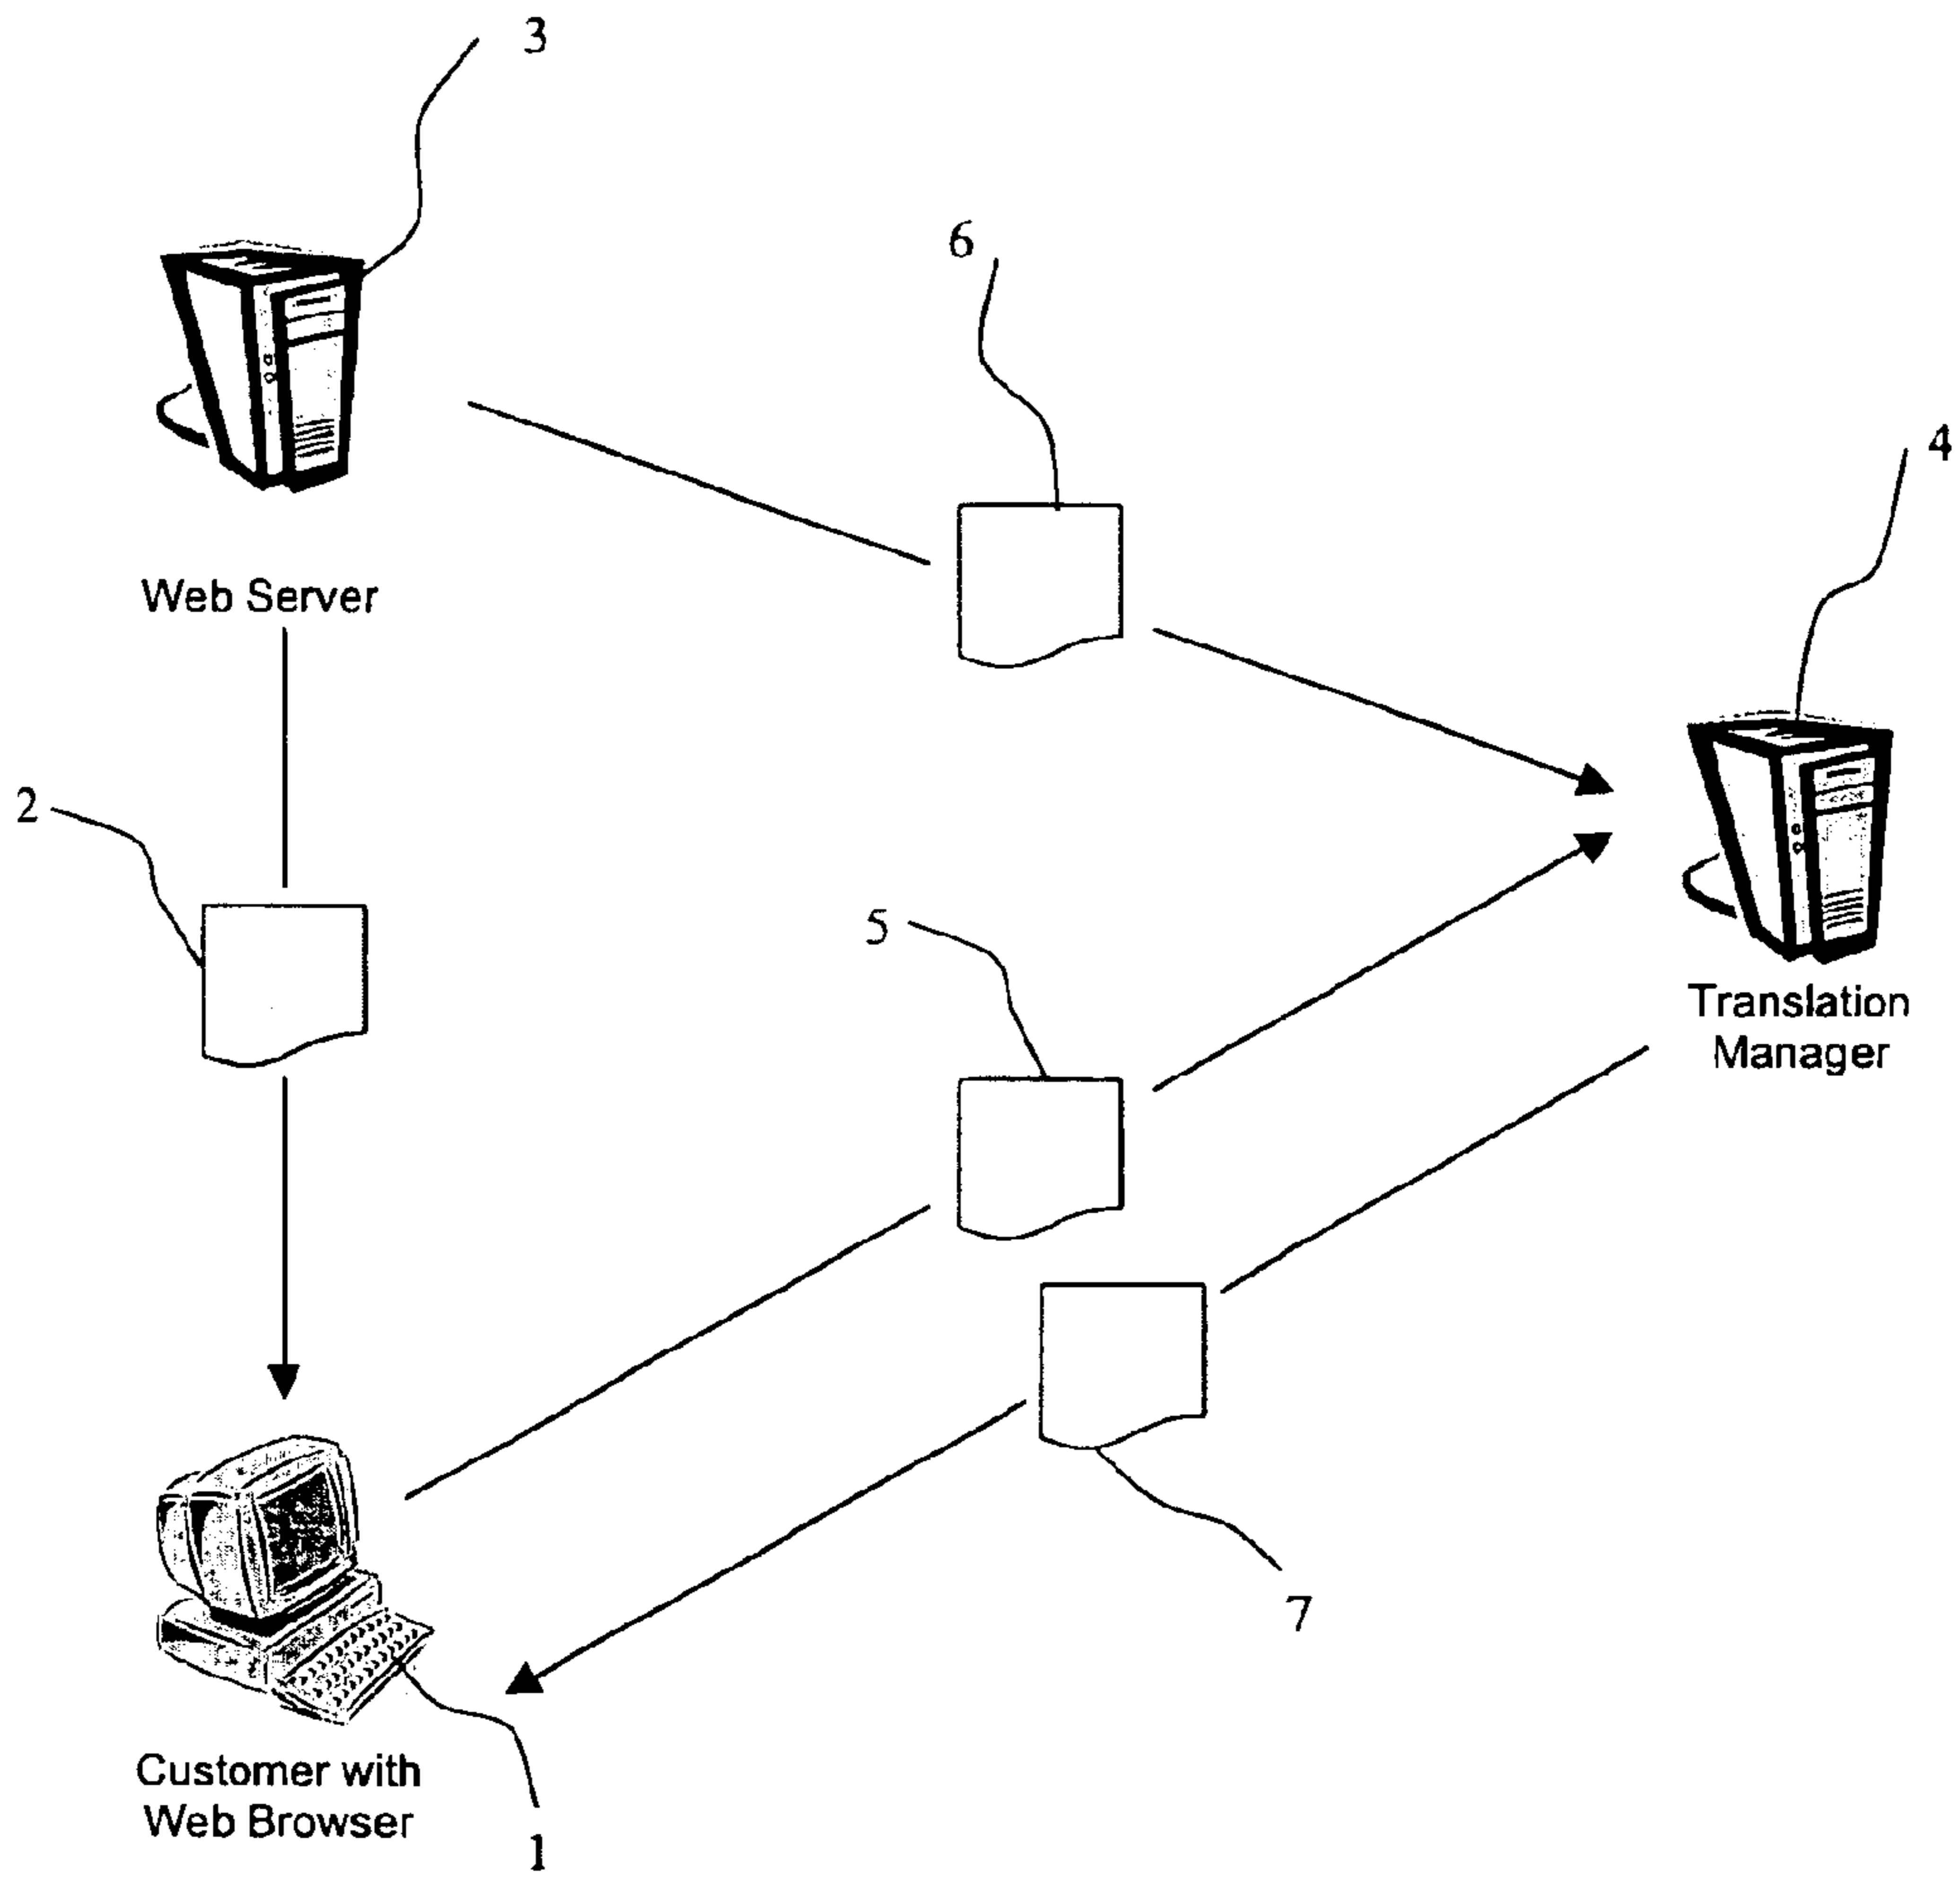 3
6
4
Web Server
2
5
Translation
Manager
7
Customer with
Web Browser
1